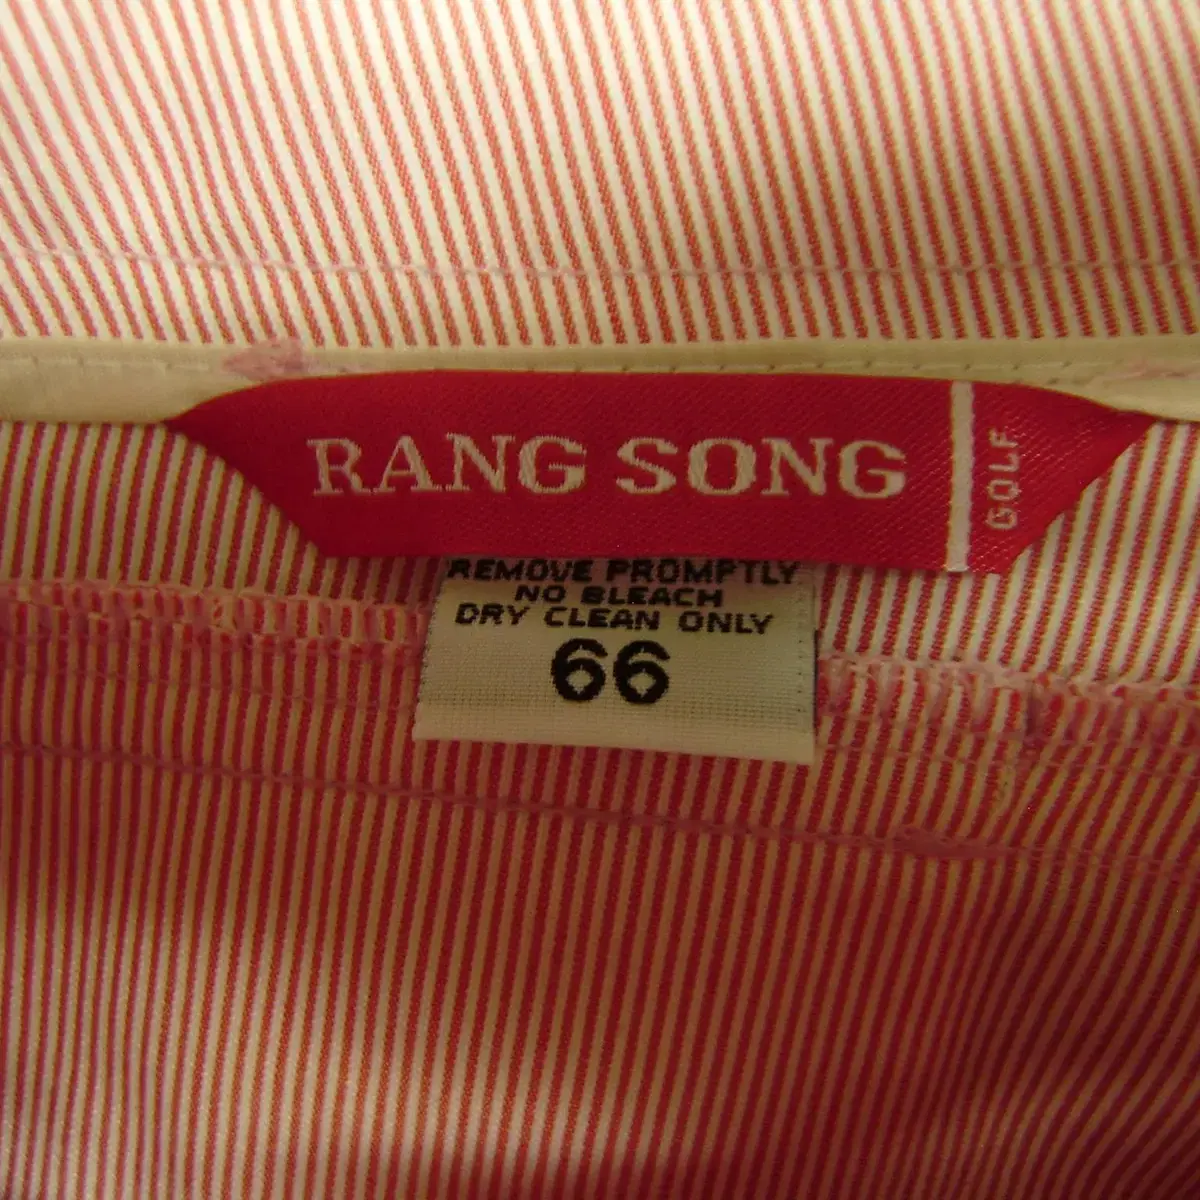 RANG SONG
GOLF
REMOVE PROMPTLY
NO BLEACH
DRY CLEAN ONLY
66